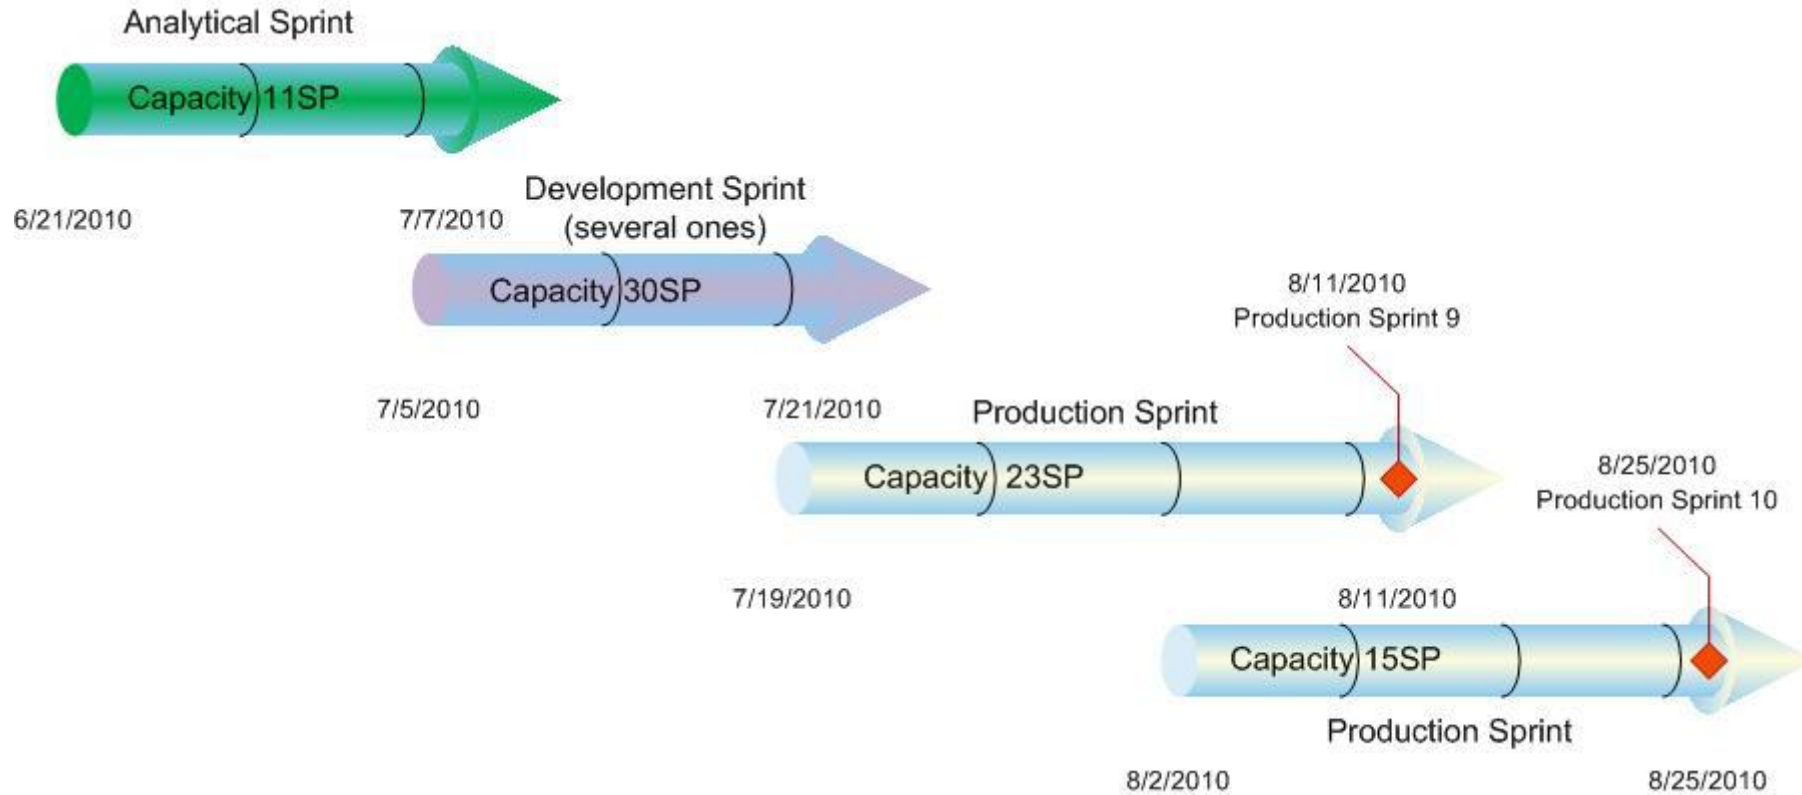 Analytical Sprint
Capacity 11SP
6/21/2010
7/7/2010
Development Sprint
(several ones)
Capacity 30SP
7/5/2010
7/21/2010
8/11/2010
Production Sprint 9
Production Sprint
Capacity 23SP
7/19/2010
8/11/2010
8/25/2010
Production Sprint 10
Capacity 15SP
Production Sprint
8/2/2010
8/25/2010